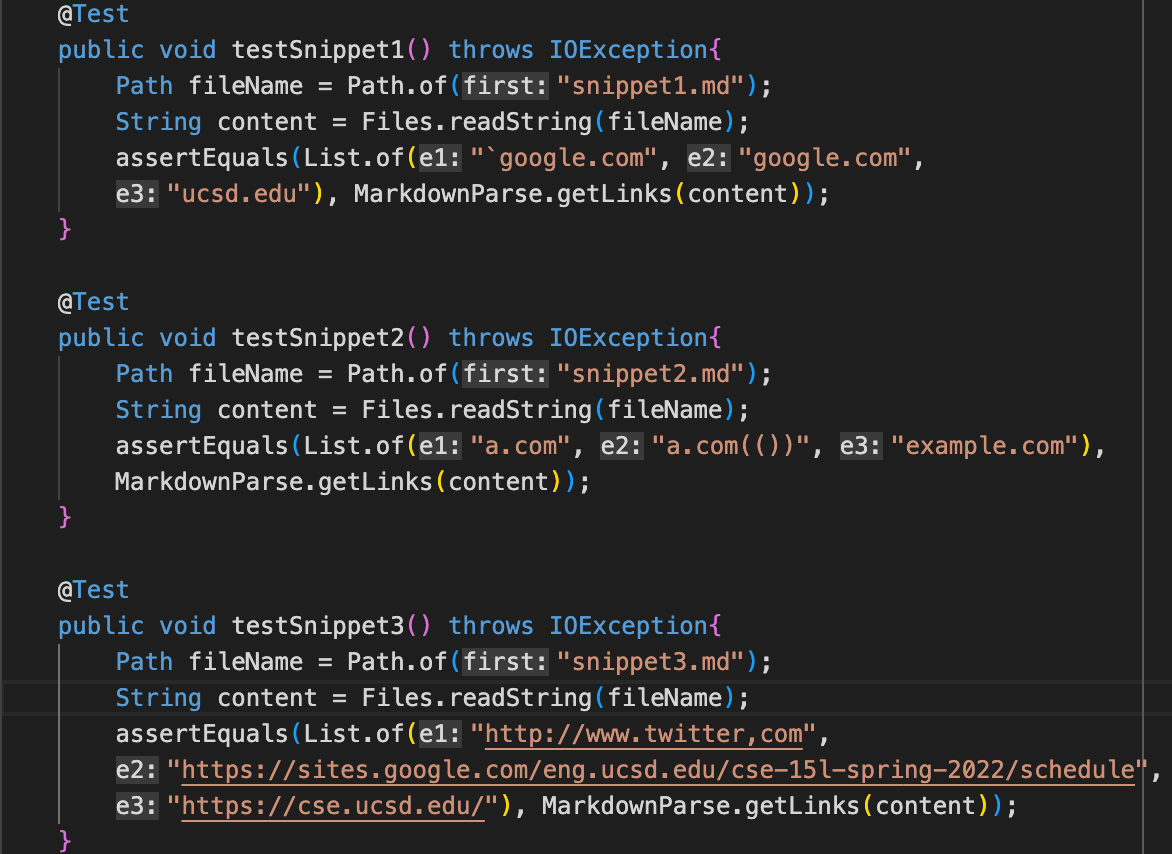 @Test
public void testSnippet1() throws IOException{
Path fileName = Path.of(first: "snippet1.md");
String content = Files.readString(fileName);
assertEquals(List.of(e1: "`google.com", e2: "google.com",
e3: "ucsd.edu"), MarkdownParse.getLinks(content));
}
@Test
public void testSnippet2() throws IOException{
Path fileName = Path.of(first: "snippet2.md");
String content = Files.readString(fileName);
assertEquals(List.of(e1: "a.com", e2: "a.com(())", e3: "example.com"),
MarkdownParse.getLinks(content));
}
@Test
public void testSnippet3() throws IOException{
Path fileName = Path.of(first: "snippet3.md");
String content = Files.readString(fileName);
assertEquals(List.of(e1: "http://www.twitter,com",
e2: "https://sites.google.com/eng.ucsd.edu/cse-15l-spring-2022/schedule",
e3: "https://cse.ucsd.edu/"), MarkdownParse.getLinks(content));
}